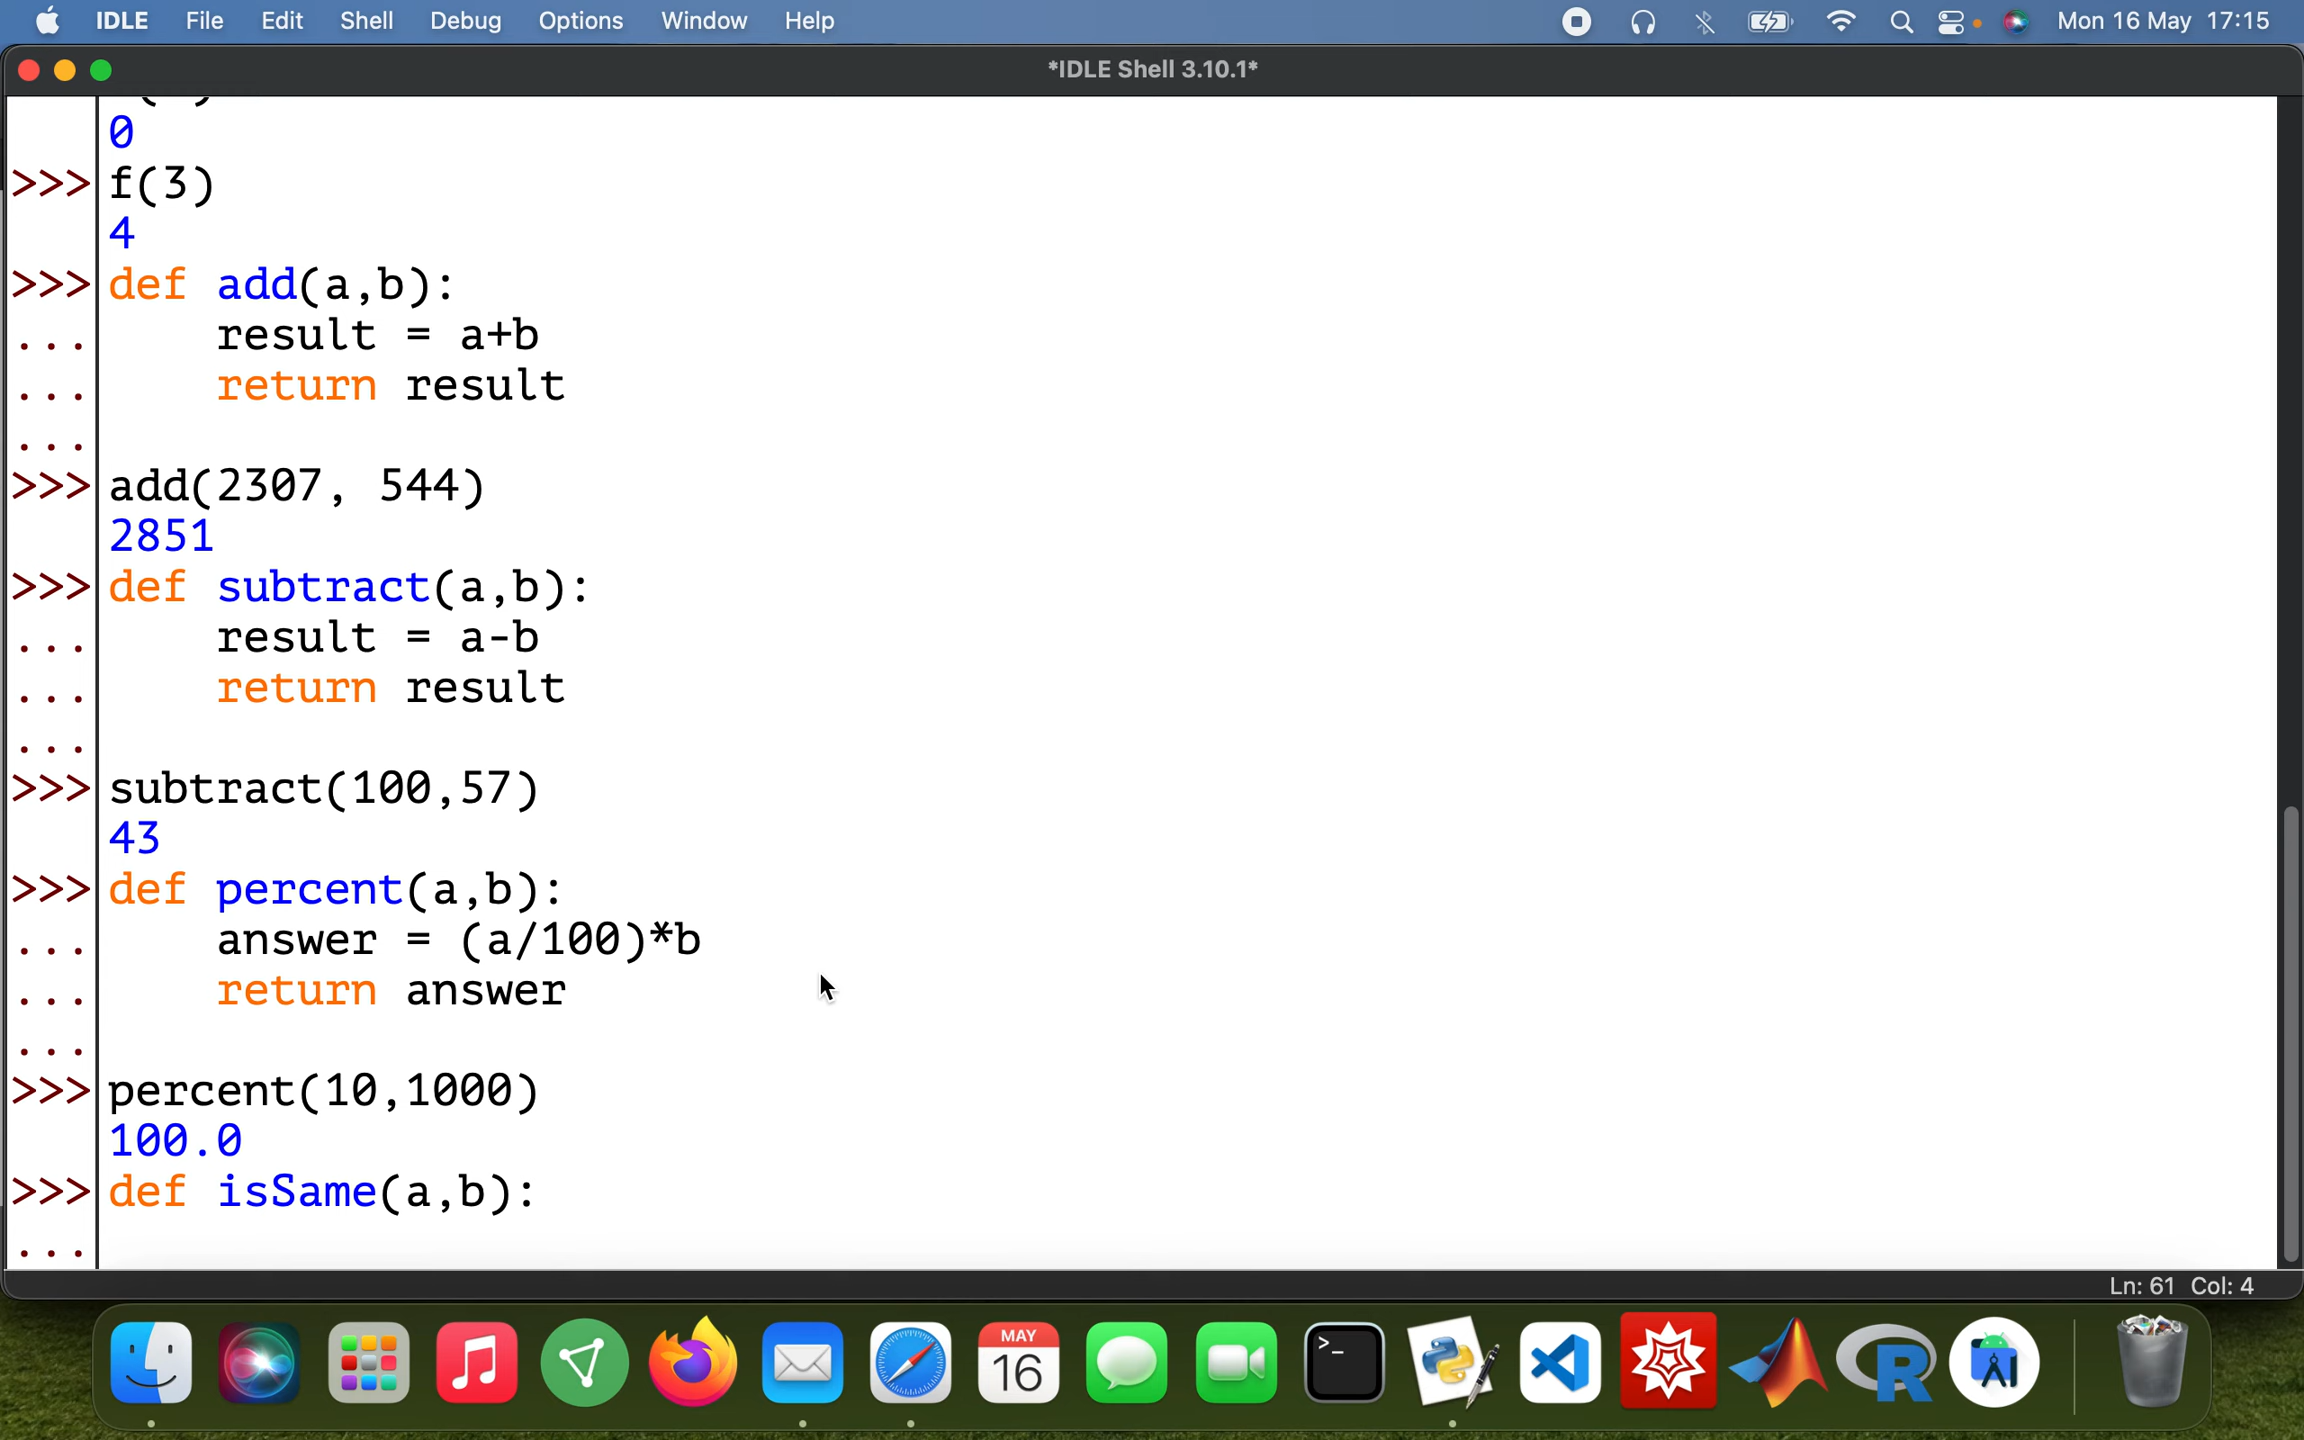 IDLE File Edit Shell Debug Options Window Help Mon 16 May 17:15
*IDLE Shell 3.10.1*
0
>>> f(3)
4
>>> def add(a,b):
... result = a+b
... return result
...
>>> add(2307, 544)
2851
>>> def subtract(a,b):
... result = a-b
... return result
...
>>> subtract(100,57)
43
>>> def percent(a,b):
... answer = (a/100)*b
... return answer
...
>>> percent(10,1000)
100.0
>>> def isSame(a,b):
...
Ln: 61 Col: 4
MAY
16
>_
R